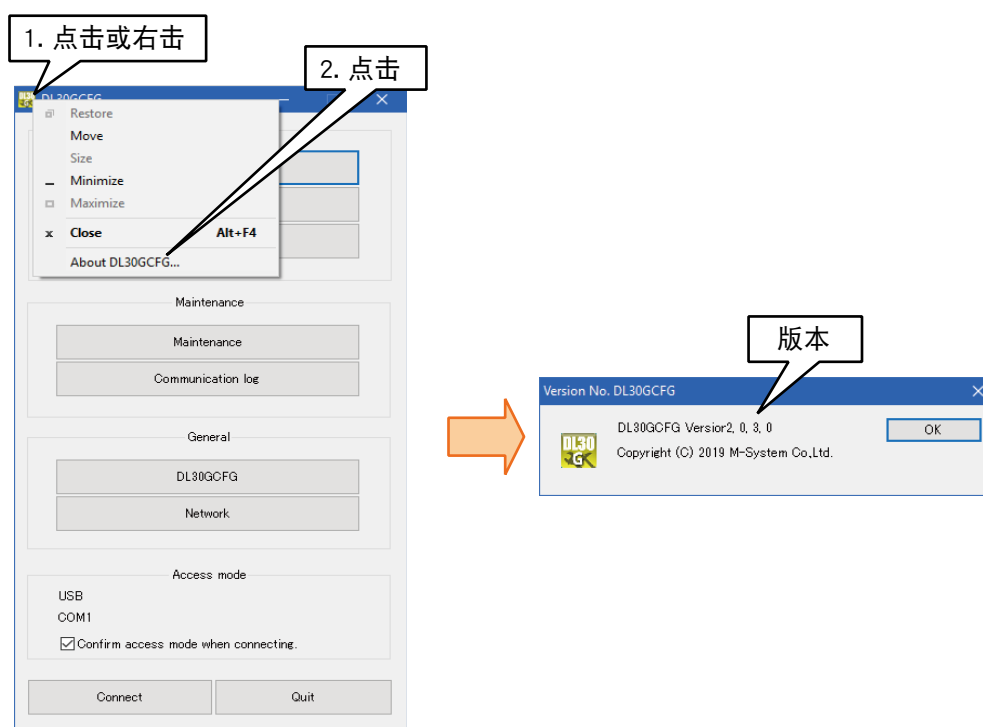 1. 点击或右击
2. 点击
DL30GCFG
Restore
Move
Size
Minimize
Maximize
Close Alt+F4
About DL30GCFG...
Maintenance
Maintenance
Communication log
General
DL30GCFG
Network
Access mode
USB
COM1
Confirm access mode when connecting.
Connect Quit
版本
Version No. DL30GCFG
DL30
G
DL30GCFG Version2, 0, 3, 0
Copyright (C) 2019 M-System Co.,Ltd.
OK